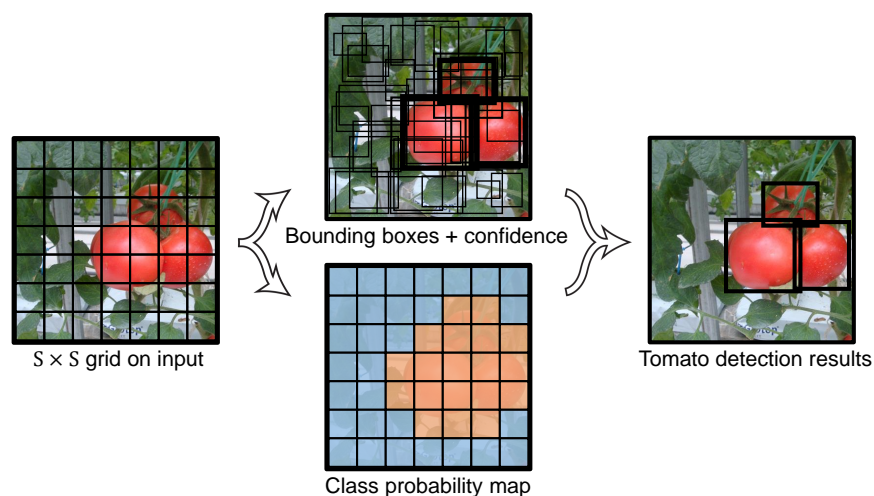 Bounding boxes + confidence
S × S grid on input
Tomato detection results
Class probability map